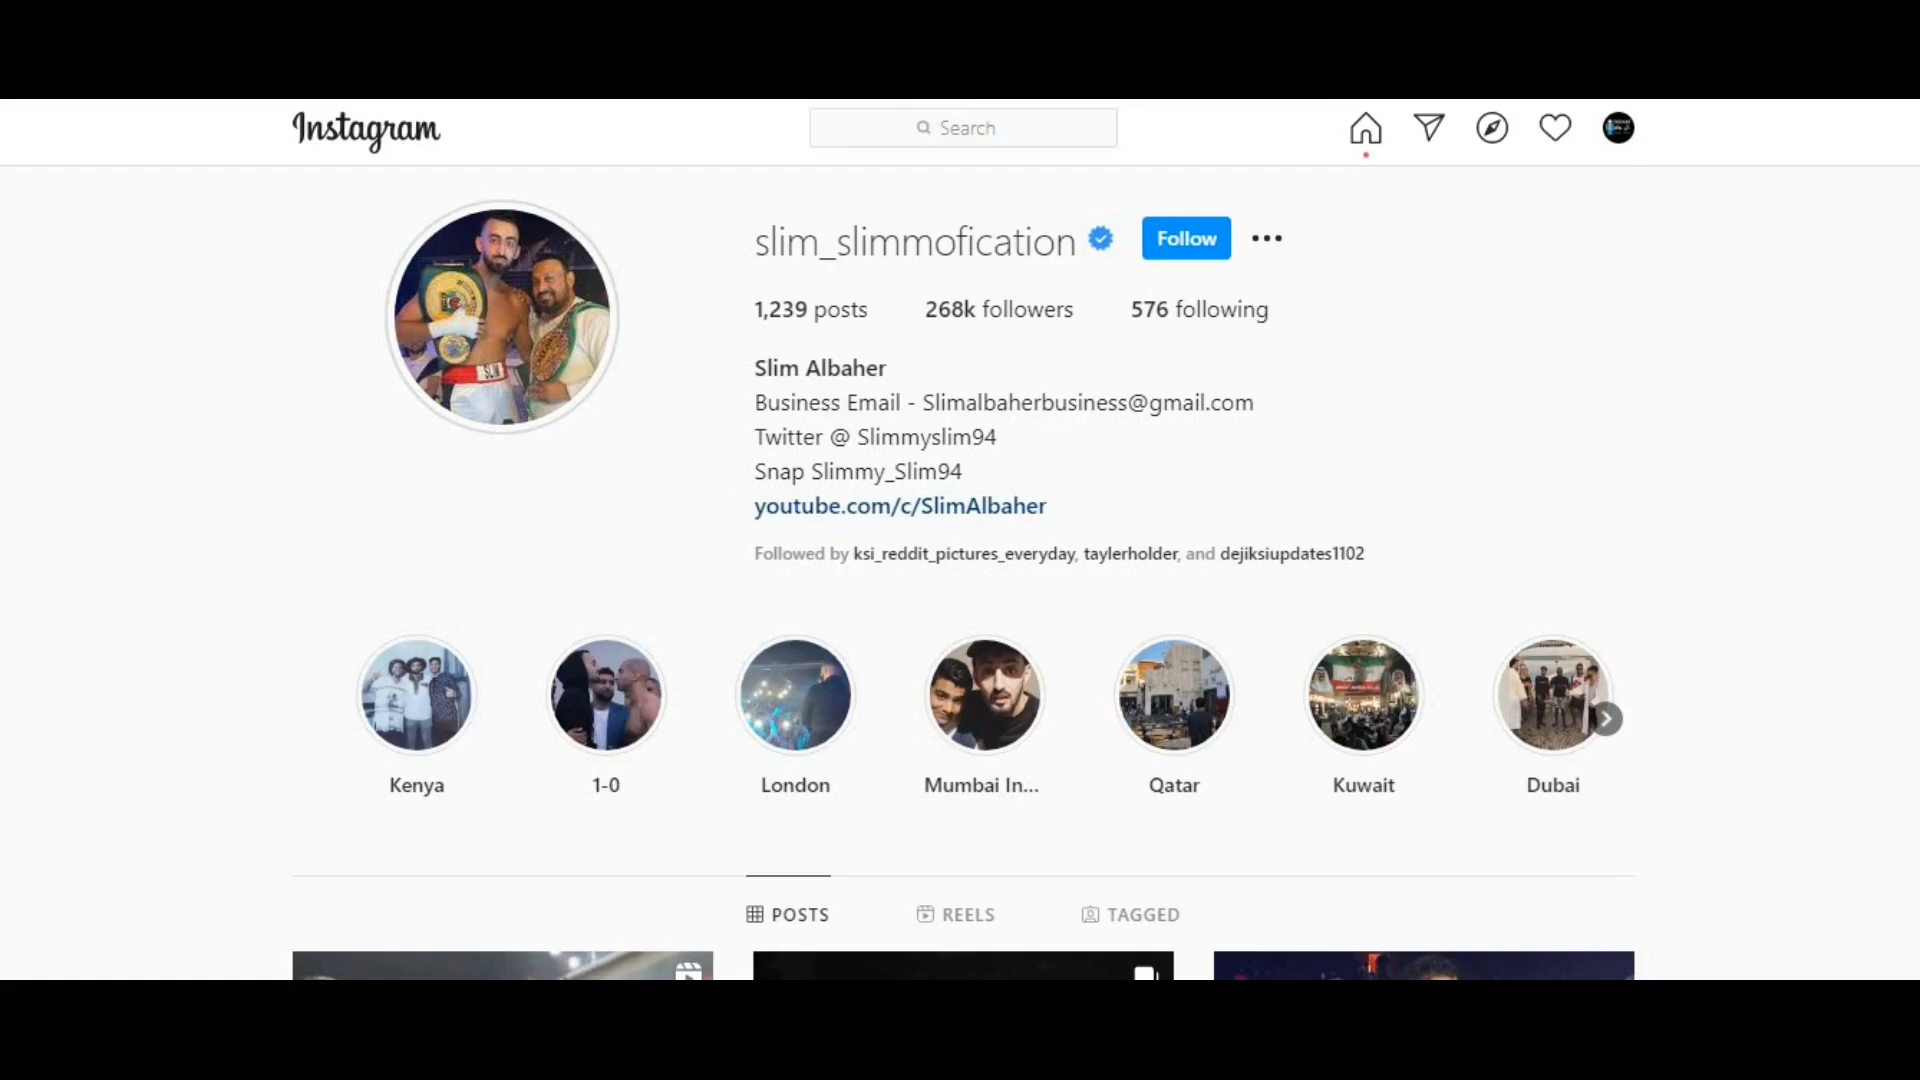 Instagram
Search
slim_slimmofication
Follow
1,239 posts 268k followers 576 following
Slim Albaher
Business Email - Slimalbaherbusiness@gmail.com
Twitter @ Slimmyslim94
Snap Slimmy_Slim94
youtube.com/c/SlimAlbaher
Followed by ksi_reddit_pictures_everyday, taylerholder, and dejiksiupdates1102
SLIM
Kenya 1-0 London Mumbai In... Qatar Kuwait Dubai
POSTS REELS TAGGED